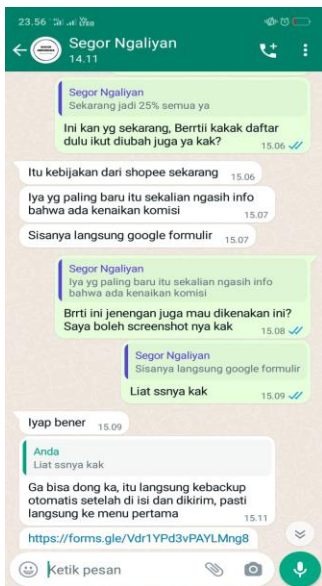 23.56
Segor Ngaliyan
14.11
Segor Ngaliyan
Sekarang jadi 25% semua ya
Ini kan yg sekarang, Berrtii kakak daftar
dulu ikut diubah juga ya kak?
15.06
Itu kebijakan dari shopee sekarang
15.06
Iya yg paling baru itu sekalian ngasih info
bahwa ada kenaikan komisi
15.07
Sisanya langsung google formulir
15.07
Segor Ngaliyan
Iya yg paling baru itu sekalian ngasih info
bahwa ada kenaikan komisi
Brrti ini jenengan juga mau dikenakan ini?
Saya boleh screenshot nya kak
15.08
Segor Ngaliyan
Sisanya langsung google formulir
Liat ssnya kak
15.09
Iyap bener
15.09
Anda
Liat ssnya kak
Ga bisa dong ka, itu langsung kebackup
otomatis setelah di isi dan dikirim, pasti
langsung ke menu pertama
15.11
https://forms.gle/Vdr1YPd3vPAYLMng8
Ketik pesan